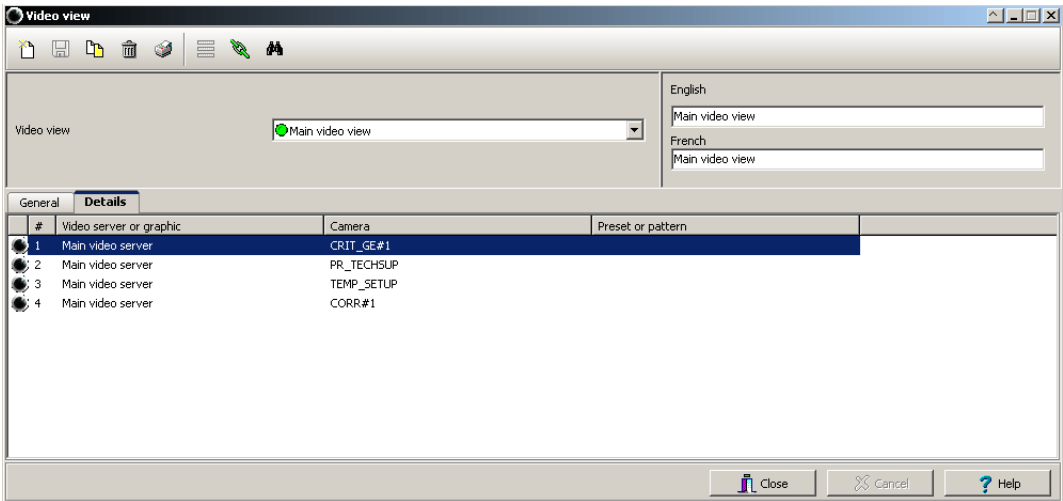 Video view
English
Main video view
Video view
Main video view
French
Main video view
General
Details
# Video server or graphic Camera Preset or pattern
1 Main video server CRIT_GE#1
2 Main video server PR_TECHSUP
3 Main video server TEMP_SETUP
4 Main video server CORR#1
Close
Cancel
? Help